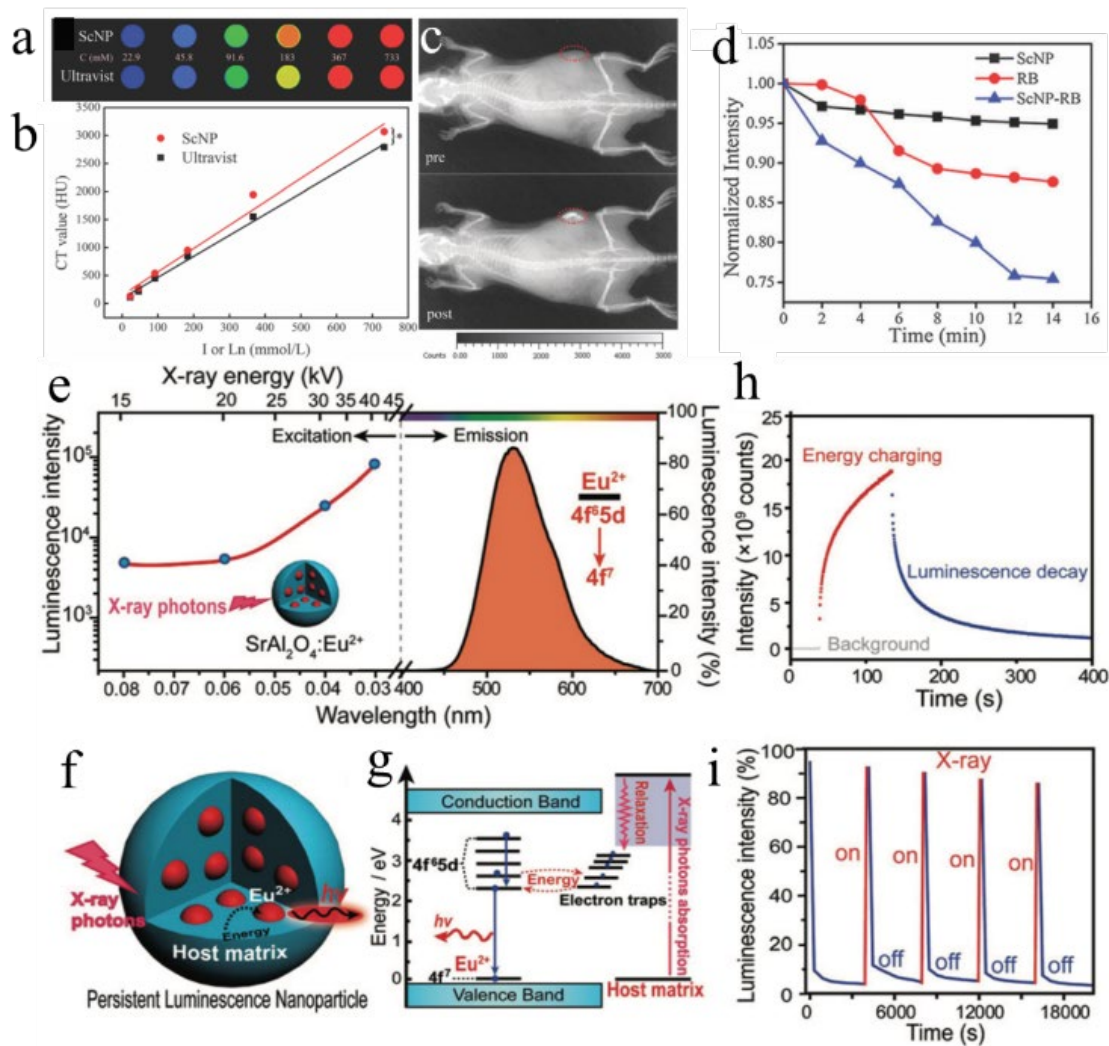 a
ScNP
C (mM) 22.9 45.8 91.6 183 367 733
Ultravist
b
ScNP
Ultravist
*
CT value (HU)
3500
3000
2500
2000
1500
1000
500
0
0 100 200 300 400 500 600 700 800
I or Ln (mmol/L)
c
pre
post
Counts 0.00 1000 2000 3000 4000 5000
d
ScNP
RB
ScNP-RB
Normalized Intensity
1.05
1.00
0.95
0.90
0.85
0.80
0.75
0 2 4 6 8 10 12 14 16
Time (min)
e
X-ray energy (kV)
15 20 25 30 35 40 45
Excitation Emission
Luminescence intensity
10⁵
10⁴
10³
X-ray photons
SrAl₂O₄:Eu²⁺
Eu²⁺
4f⁶5d
4f⁷
100
80
60
40
20
0
Luminescence intensity (%)
0.08 0.07 0.06 0.05 0.04 0.03 400 500 600 700
Wavelength (nm)
h
Intensity (×10⁹ counts)
25
20
15
10
5
0
Energy charging
Luminescence decay
Background
0 100 200 300 400
Time (s)
f
X-ray
photons
Eu²⁺
hv
Energy
Host matrix
Persistent Luminescence Nanoparticle
g
Energy / eV
4
3
2
1
0
Conduction Band
4f⁶5d
Energy
Electron traps
Relaxation
X-ray photons absorption
hv
Eu²⁺
4f⁷
Host matrix
Valence Band
i
Luminescence intensity (%)
100
80
60
40
20
0
X-ray
on on on on
off off off off
0 6000 12000 18000
Time (s)